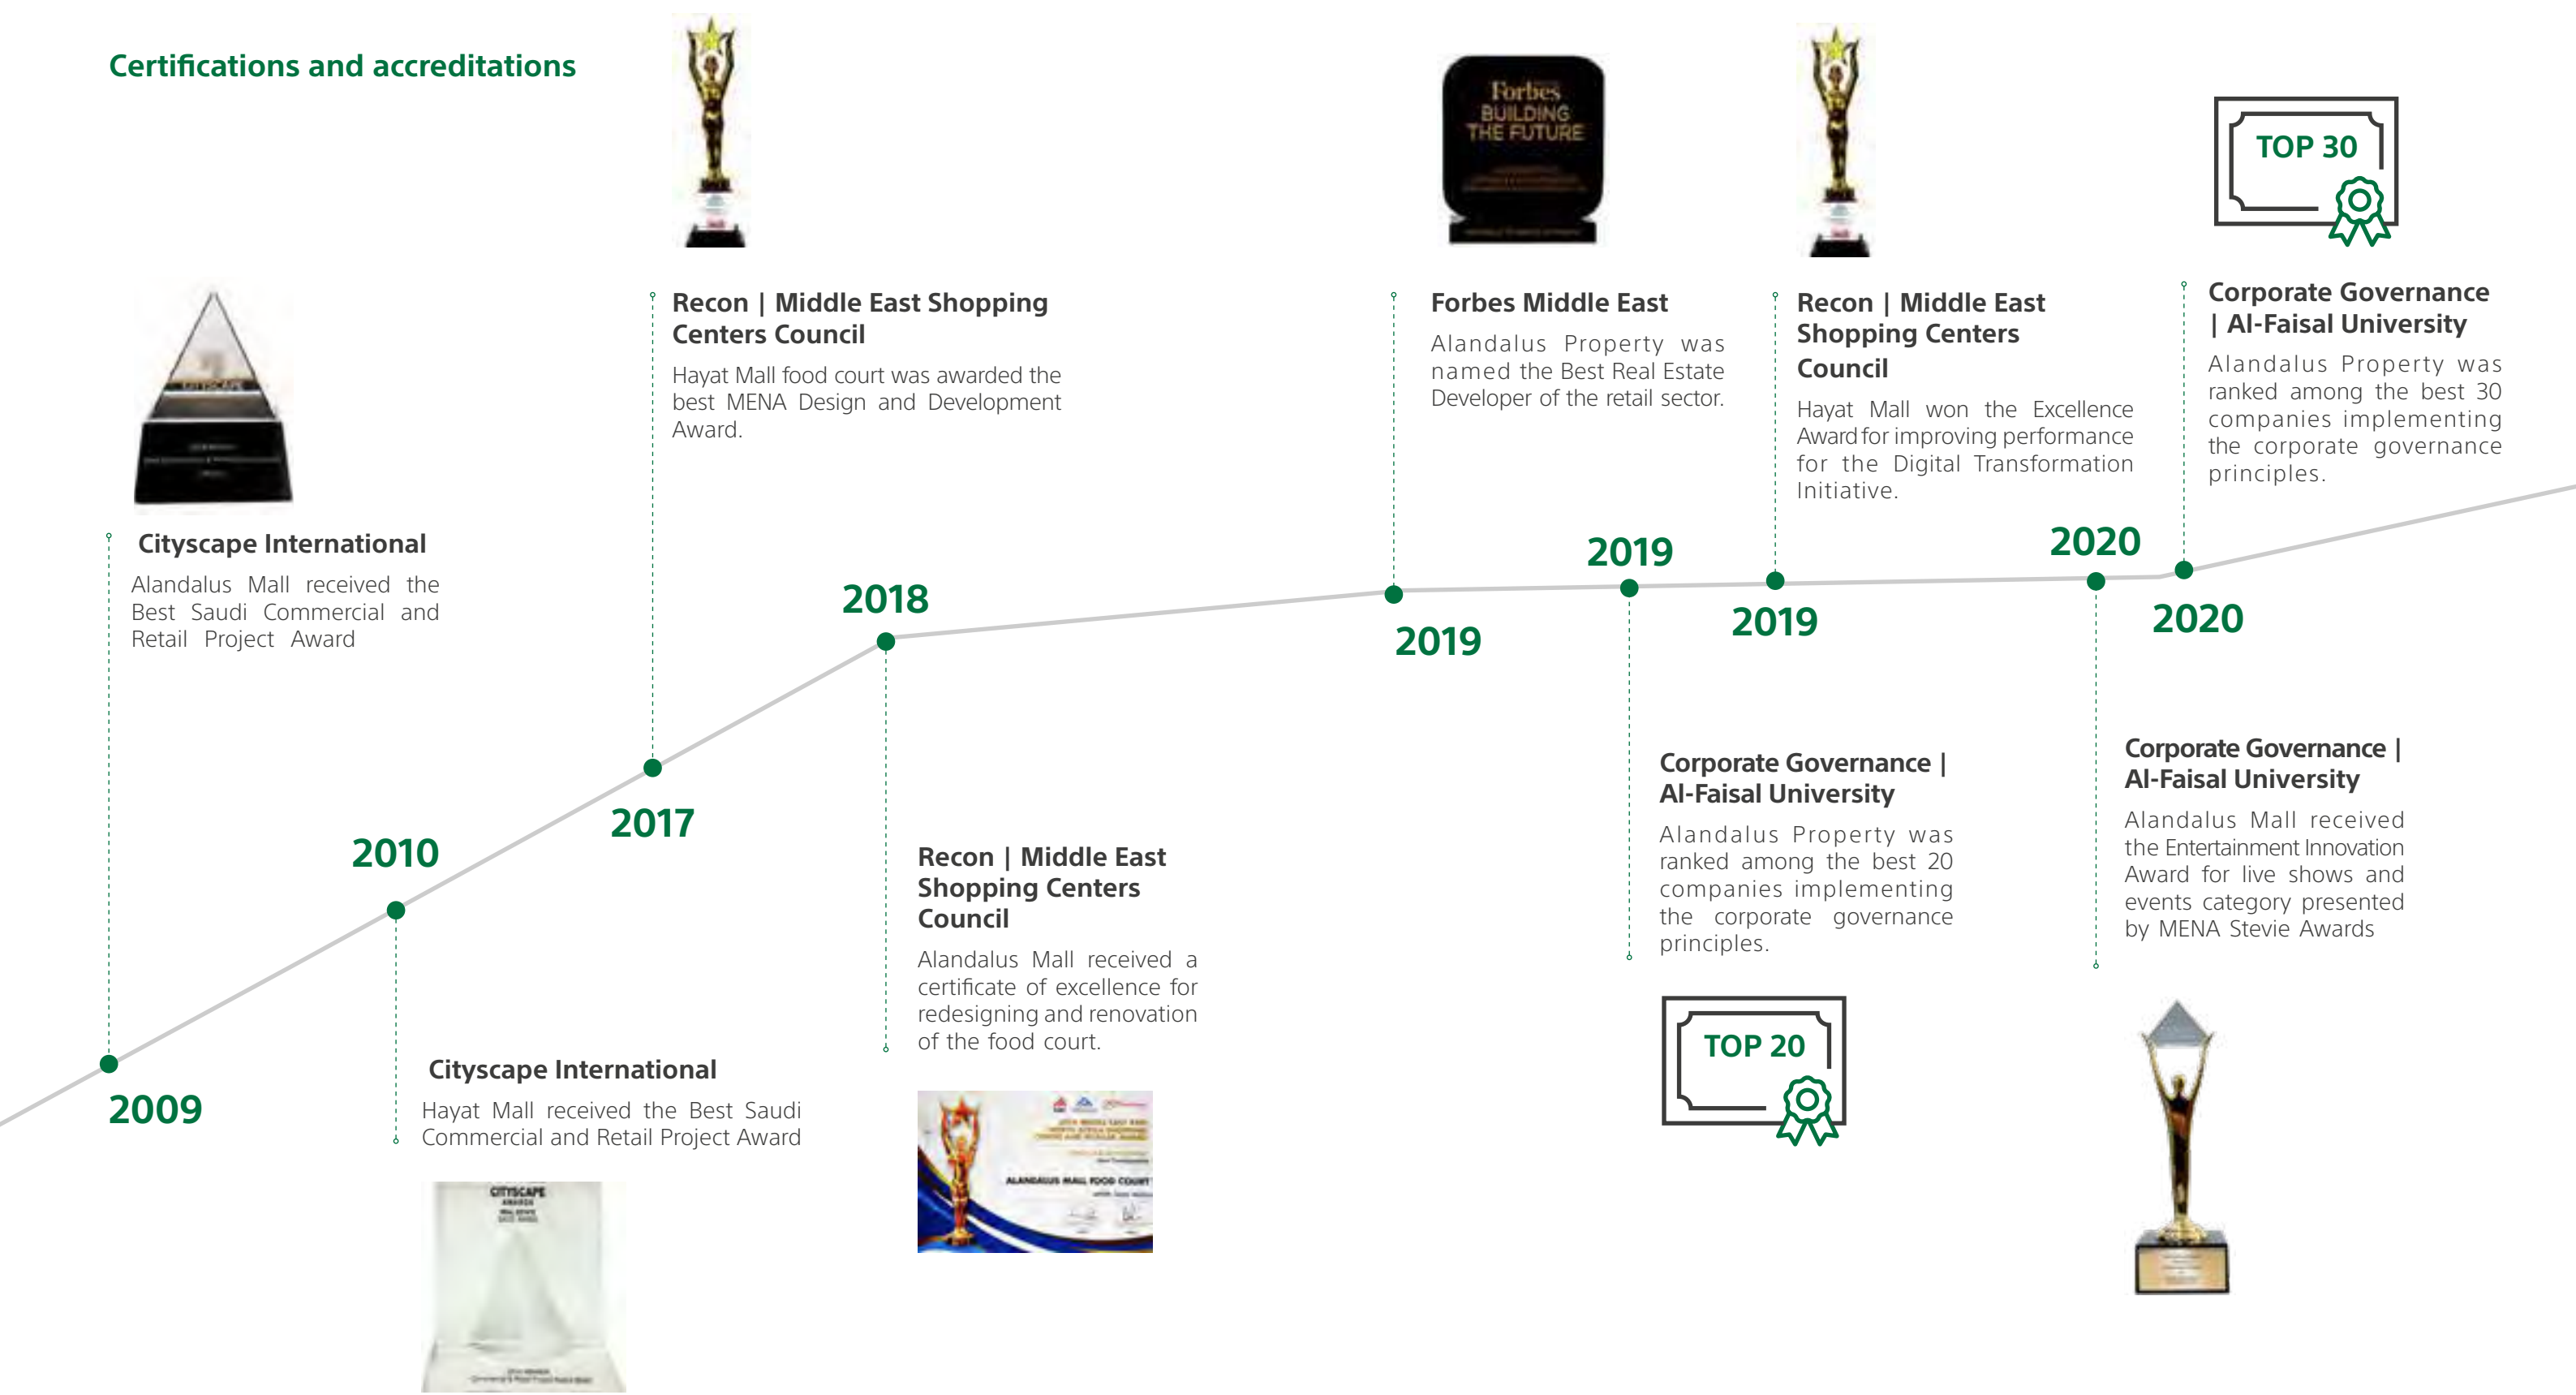 Certifications and accreditations
Cityscape International
Alandalus Mall received the
Best Saudi Commercial and
Retail Project Award
2009
2010
Cityscape International
Hayat Mall received the Best Saudi
Commercial and Retail Project Award
CITYSCAPE
AWARDS
Recon | Middle East Shopping
Centers Council
Hayat Mall food court was awarded the
best MENA Design and Development
Award.
2017
2018
Recon | Middle East
Shopping Centers
Council
Alandalus Mall received a
certificate of excellence for
redesigning and renovation
of the food court.
ALANDALUS MALL FOOD COURT
Forbes
BUILDING
THE FUTURE
Forbes Middle East
Alandalus Property was
named the Best Real Estate
Developer of the retail sector.
2019
2019
Corporate Governance |
Al-Faisal University
Alandalus Property was
ranked among the best 20
companies implementing
the corporate governance
principles.
TOP 20
Recon | Middle East
Shopping Centers
Council
Hayat Mall won the Excellence
Award for improving performance
for the Digital Transformation
Initiative.
2019
2020
Corporate Governance |
Al-Faisal University
Alandalus Mall received
the Entertainment Innovation
Award for live shows and
events category presented
by MENA Stevie Awards
TOP 30
Corporate Governance
| Al-Faisal University
Alandalus Property was
ranked among the best 30
companies implementing
the corporate governance
principles.
2020